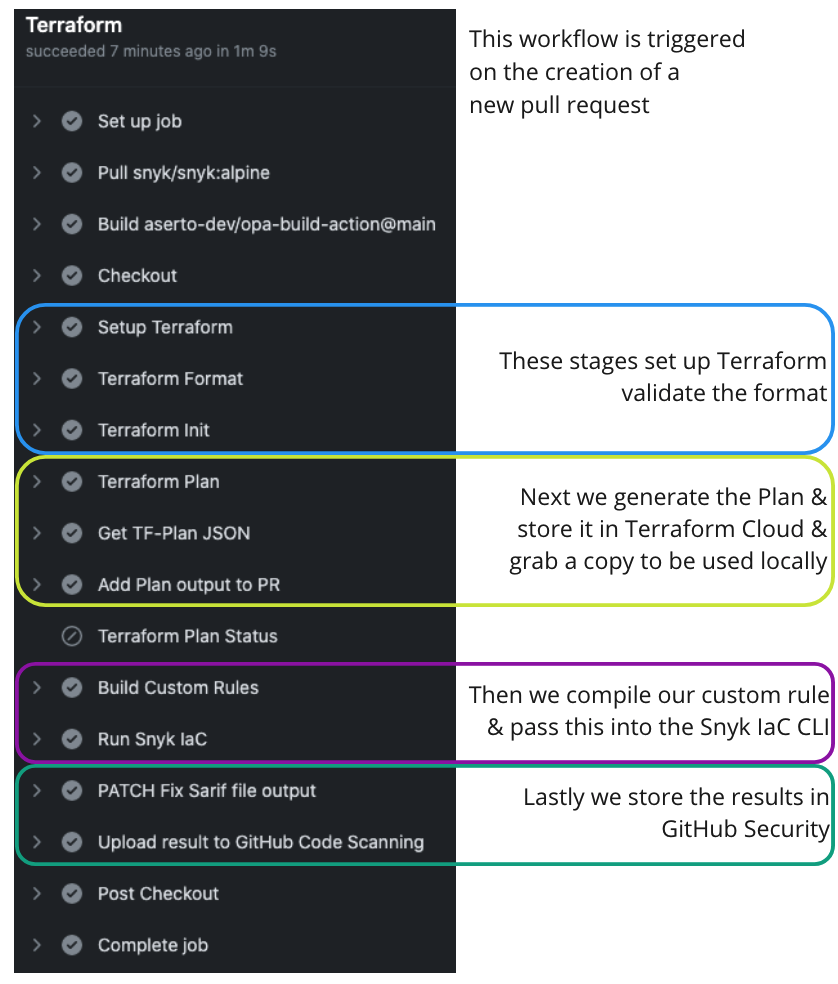 Terraform
succeeded 7 minutes ago in 1m 9s
This workflow is triggered
on the creation of a
new pull request
Set up job
Pull snyk/snyk:alpine
Build aserto-dev/opa-build-action@main
Checkout
Setup Terraform
Terraform Format
Terraform Init
These stages set up Terraform
validate the format
Terraform Plan
Get TF-Plan JSON
Add Plan output to PR
Next we generate the Plan &
store it in Terraform Cloud &
grab a copy to be used locally
Terraform Plan Status
Build Custom Rules
Run Snyk IaC
Then we compile our custom rule
& pass this into the Snyk IaC CLI
PATCH Fix Sarif file output
Upload result to GitHub Code Scanning
Lastly we store the results in
GitHub Security
Post Checkout
Complete job